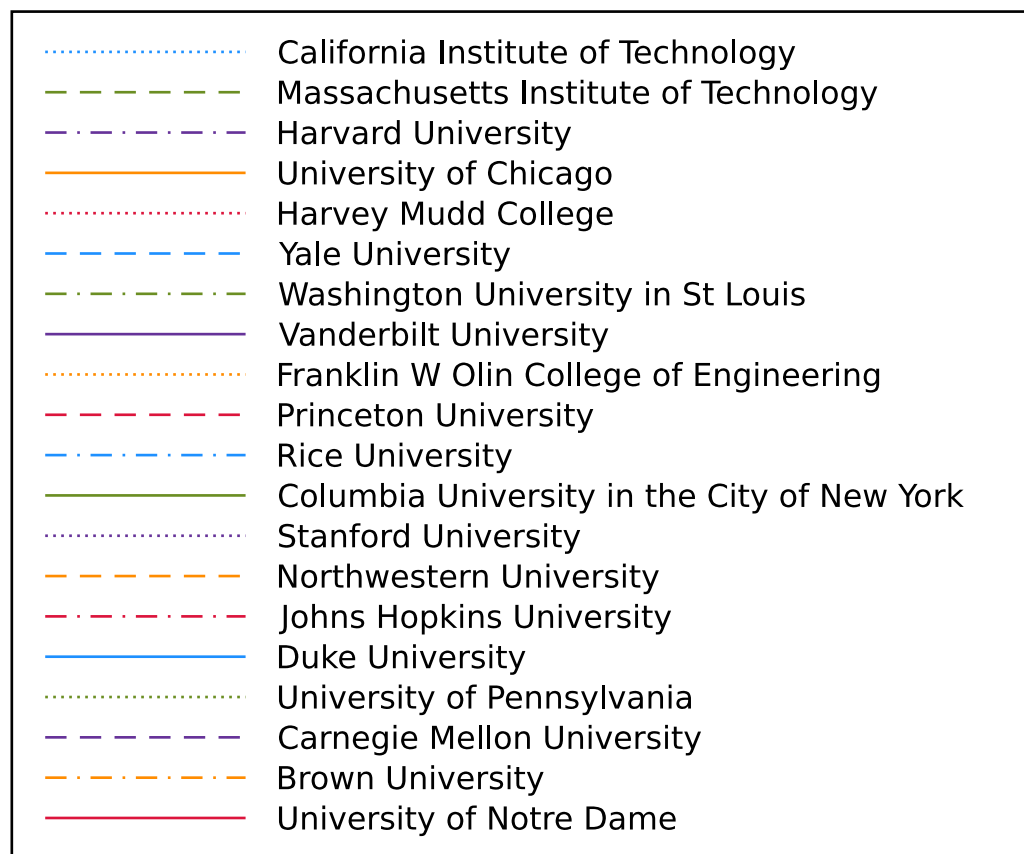 California Institute of Technology
Massachusetts Institute of Technology
Harvard University
University of Chicago
Harvey Mudd College
Yale University
Washington University in St Louis
Vanderbilt University
Franklin W Olin College of Engineering
Princeton University
Rice University
Columbia University in the City of New York
Stanford University
Northwestern University
Johns Hopkins University
Duke University
University of Pennsylvania
Carnegie Mellon University
Brown University
University of Notre Dame